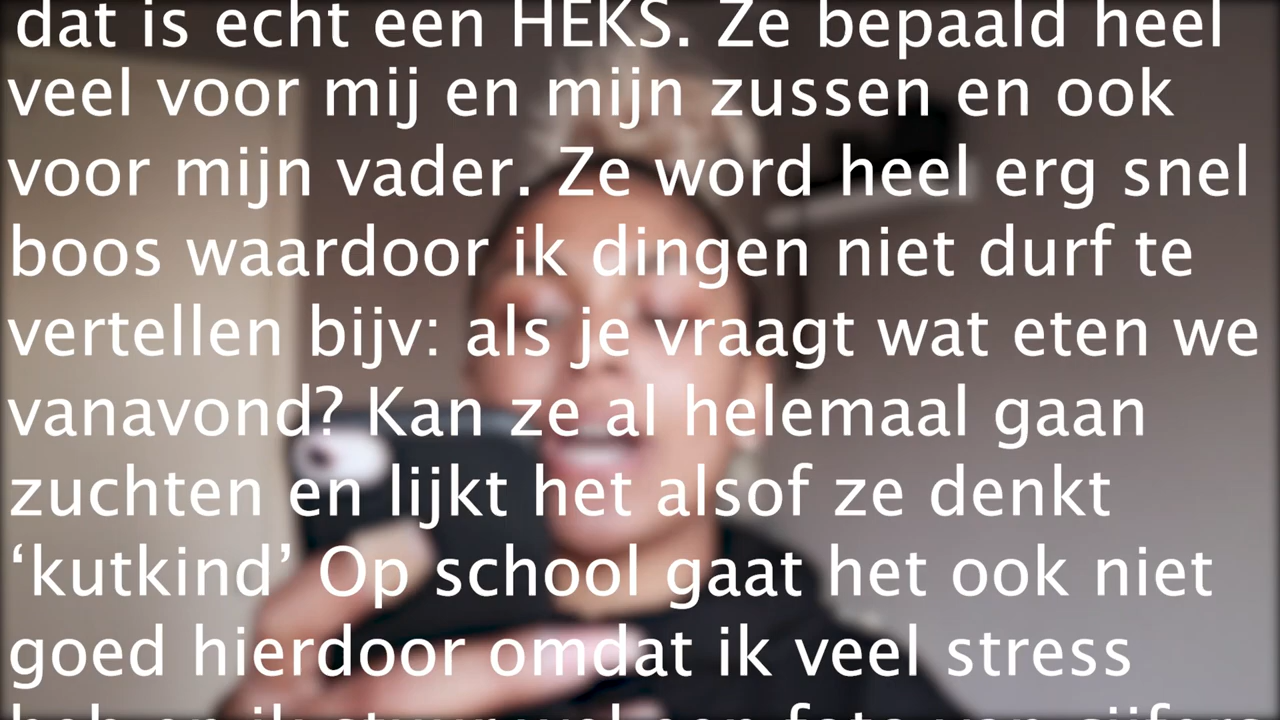 dat is echt een HEKS. Ze bepaald heel
veel voor mij en mijn zussen en ook
voor mijn vader. Ze word heel erg snel
boos waardoor ik dingen niet durf te
vertellen bijv: als je vraagt wat eten we
vanavond? Kan ze al helemaal gaan
zuchten en lijkt het alsof ze denkt
‘kutkind’ Op school gaat het ook niet
goed hierdoor omdat ik veel stress